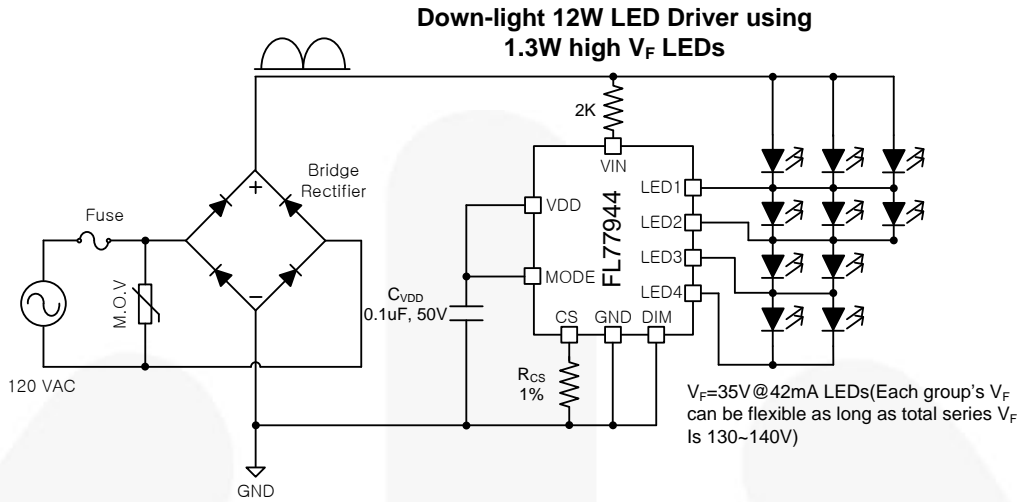 Down-light 12W LED Driver using
1.3W high VF LEDs
2K
VIN
Bridge
Rectifier
Fuse
+
−
M.O.V
120 VAC
GND
CVDD
0.1uF, 50V
VDD
MODE
FL77944
LED1
LED2
LED3
LED4
CS
GND
DIM
RCS
1%
VF=35V@42mA LEDs(Each group's VF
can be flexible as long as total series VF
Is 130~140V)